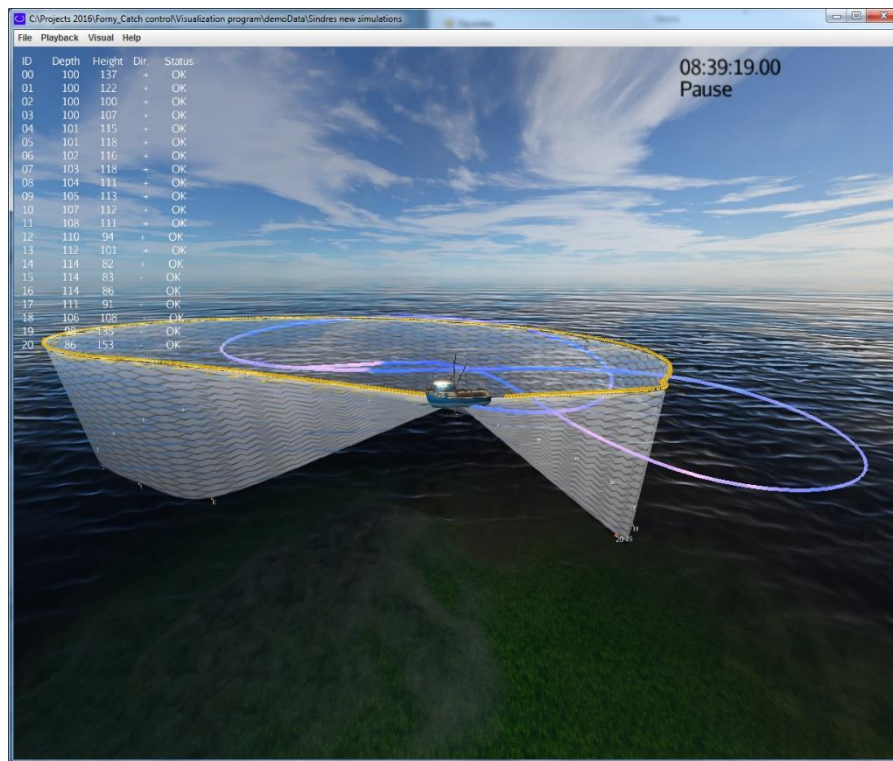 C:\Projects 2016\Forny_Catch control\Visualization program\demoData\Sindres new simulations
File Playback Visual Help
ID Depth Height Dir. Status
00 100 137 + OK
01 100 122 + OK
02 100 100 + OK
03 100 107 + OK
04 101 115 + OK
05 101 118 + OK
06 102 116 + OK
07 103 118 + OK
08 104 111 + OK
09 105 113 + OK
10 107 112 + OK
11 108 111 + OK
12 110 94 + OK
13 112 101 + OK
14 114 82 + OK
15 114 83 - OK
16 114 86 - OK
17 111 91 - OK
18 106 108 - OK
19 98 135 OK
20 86 153 - OK
08:39:19.00
Pause